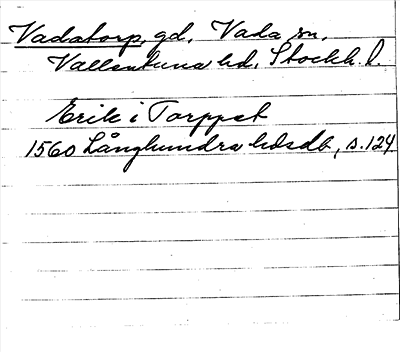 Vadatorp, gd, Vada sn,
Vallentuna hd, Stockh. l.
Erik i Torppet
1560 Långhundra hdsdb, s. 124